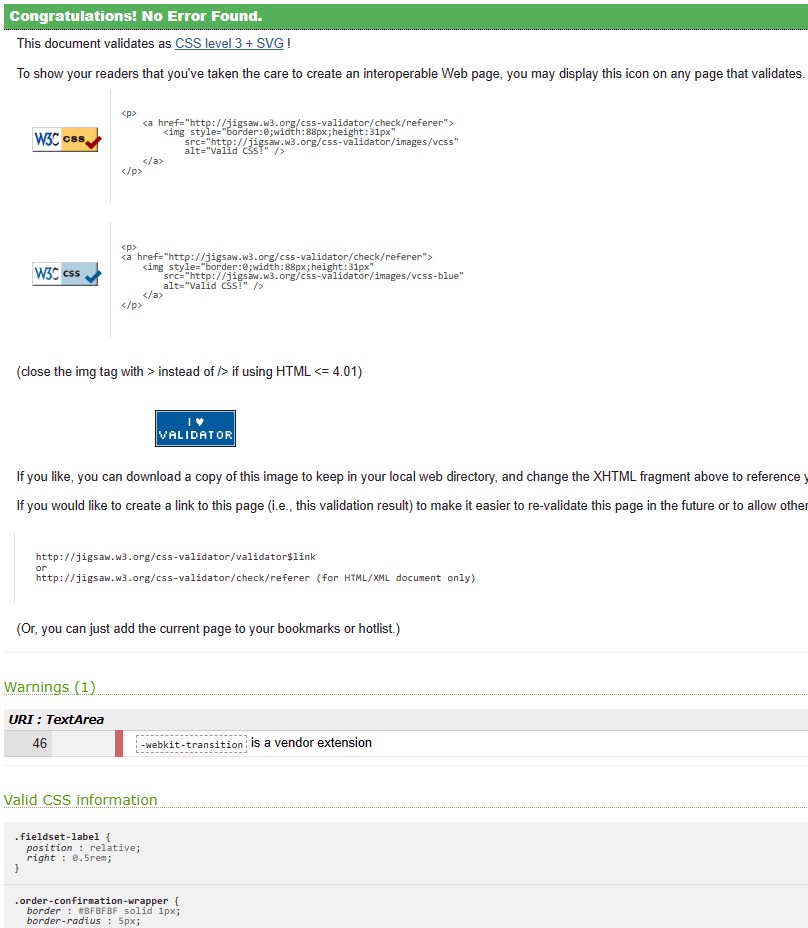 Congratulations! No Error Found.
This document validates as CSS level 3 + SVG !
To show your readers that you've taken the care to create an interoperable Web page, you may display this icon on any page that validates.
W3C css
<p>
<a href="http://jigsaw.w3.org/css-validator/check/referer">
<img style="border:0;width:88px;height:31px"
src="http://jigsaw.w3.org/css-validator/images/vcss"
alt="Valid CSS!" />
</a>
</p>
W3C css
<p>
<a href="http://jigsaw.w3.org/css-validator/check/referer">
<img style="border:0;width:88px;height:31px"
src="http://jigsaw.w3.org/css-validator/images/vcss-blue"
alt="Valid CSS!" />
</a>
</p>
(close the img tag with > instead of /> if using HTML <= 4.01)
I ♥
VALIDATOR
If you like, you can download a copy of this image to keep in your local web directory, and change the XHTML fragment above to reference y
If you would like to create a link to this page (i.e., this validation result) to make it easier to re-validate this page in the future or to allow other
http://jigsaw.w3.org/css-validator/validator$link
or
http://jigsaw.w3.org/css-validator/check/referer (for HTML/XML document only)
(Or, you can just add the current page to your bookmarks or hotlist.)
Warnings (1)
URI : TextArea
46 -webkit-transition is a vendor extension
Valid CSS information
.fieldset-label {
position : relative;
right : 0.5rem;
}
.order-confirmation-wrapper {
border : #BFBFBF solid 1px;
border-radius : 5px;